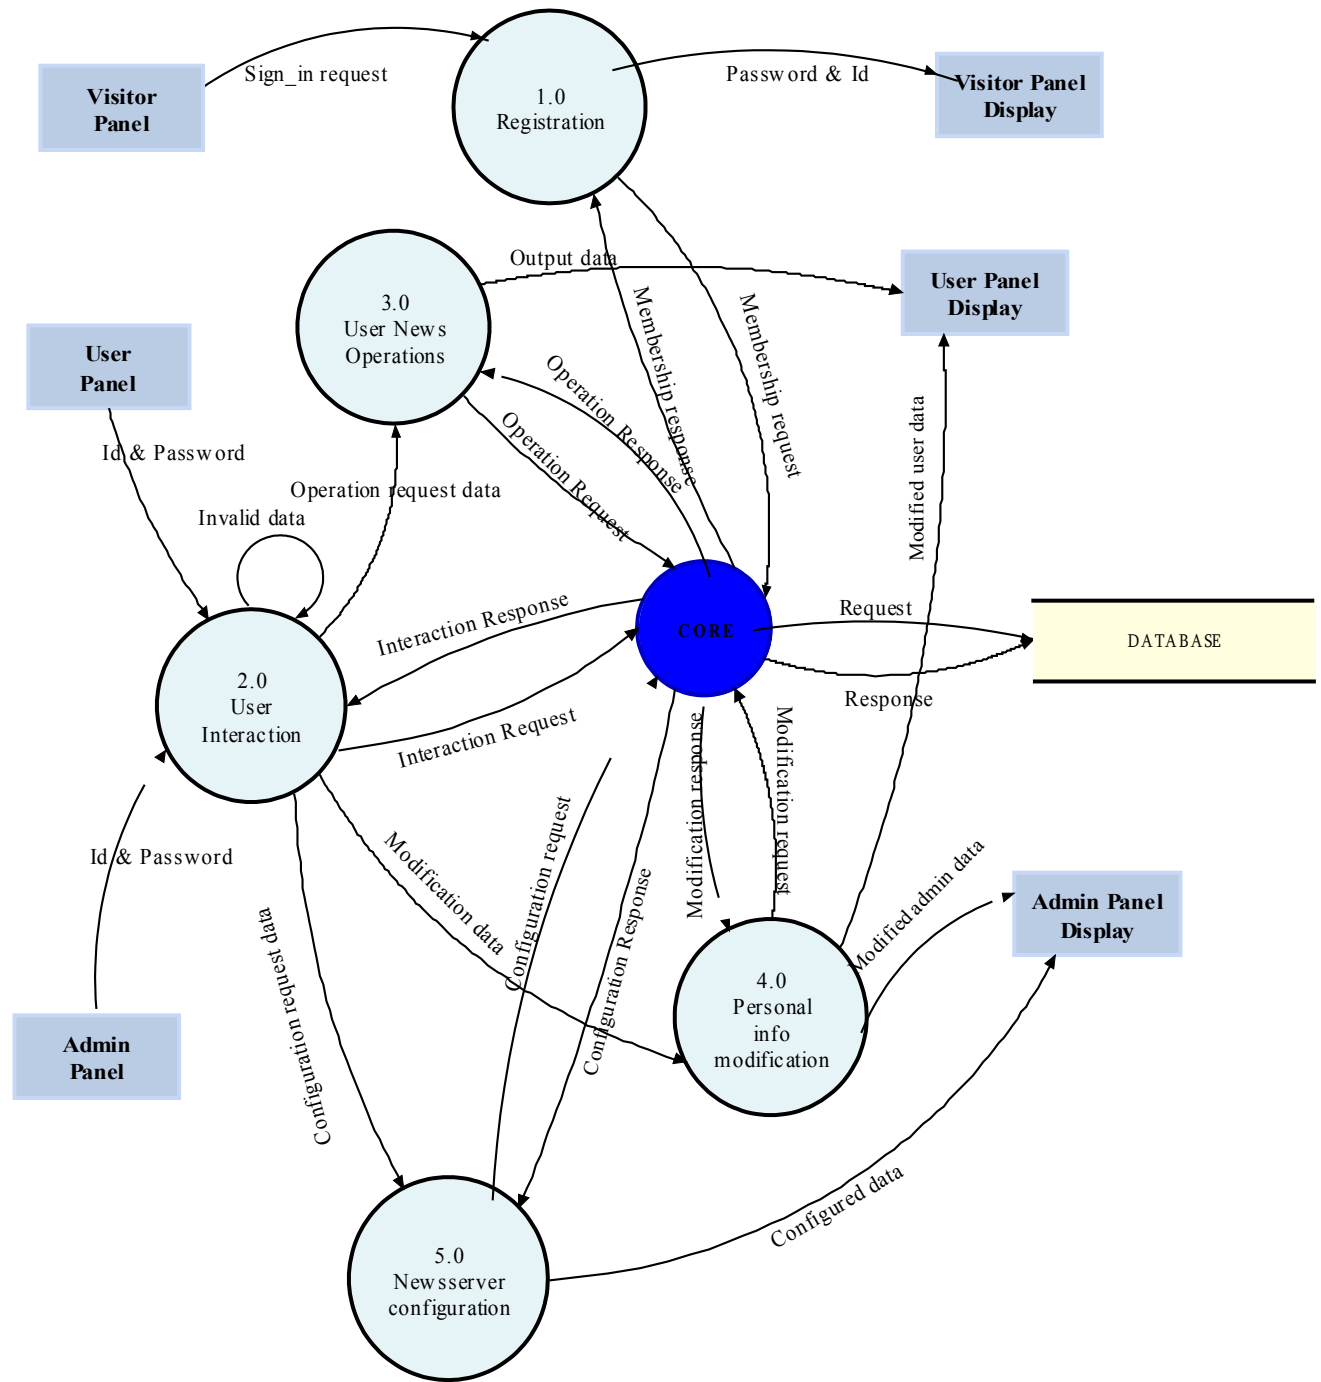 Sign_in request
Visitor
Panel
1.0
Registration
Password & Id
Visitor Panel
Display
Output data
3.0
User News
Operations
User Panel
Display
User
Panel
Membership response
Membership request
Operation Response
Operation Request
Id & Password
Operation request data
Invalid data
Modified user data
Interaction Response
CORE
Request
DATABASE
Response
2.0
User
Interaction
Interaction Request
Modification response
Modification request
Configuration request
Configuration Response
Modification data
Id & Password
Configuration request data
Modified admin data
Admin Panel
Display
4.0
Personal
info
modification
Admin
Panel
Configured data
5.0
Newsserver
configuration